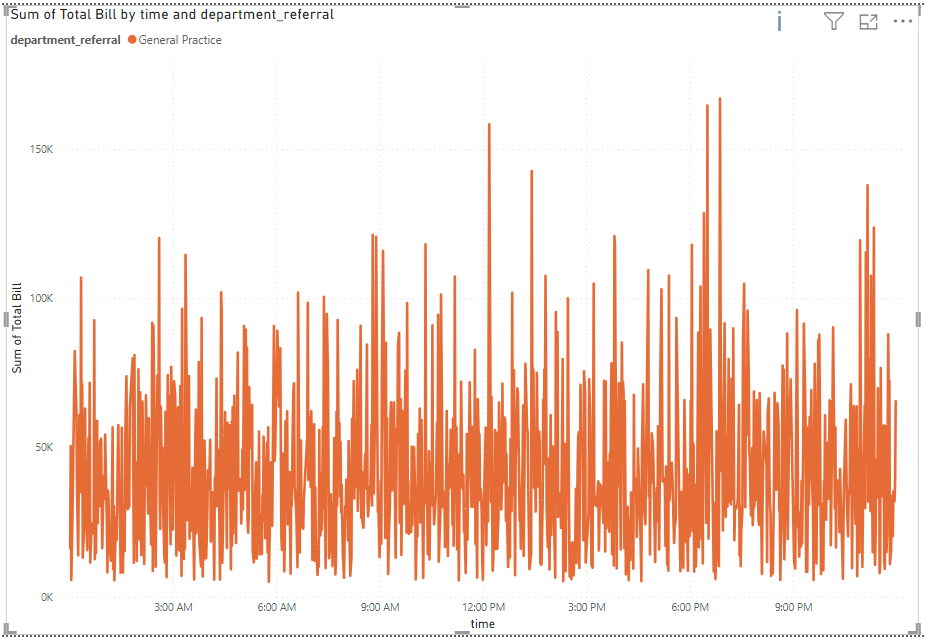 Sum of Total Bill by time and department_referral
department_referral General Practice
150K
100K
50K
0K
Sum of Total Bill
3:00 AM 6:00 AM 9:00 AM 12:00 PM 3:00 PM 6:00 PM 9:00 PM
time